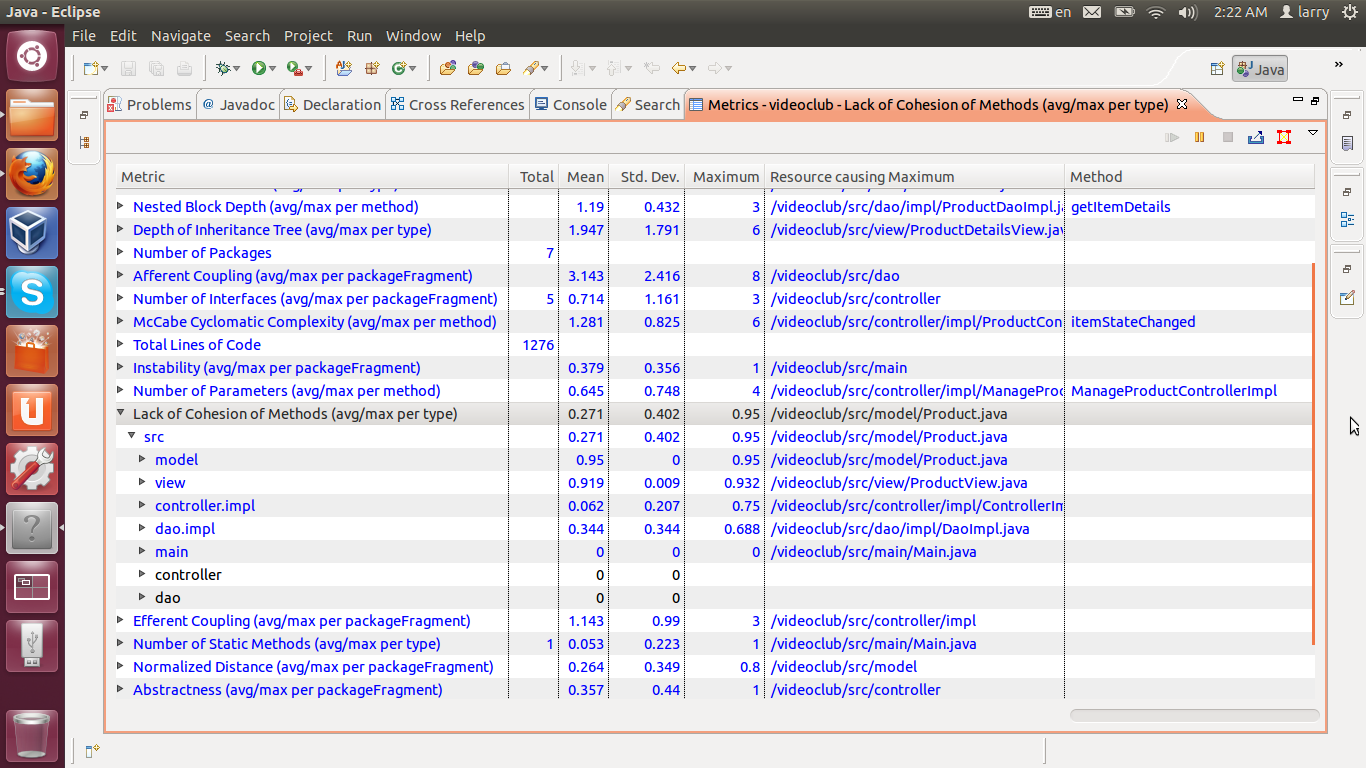 Java - Eclipse en 2:22 AM larry
File Edit Navigate Search Project Run Window Help
Java »
Problems @ Javadoc Declaration Cross References Console Search Metrics - videoclub - Lack of Cohesion of Methods (avg/max per type)
Metric Total Mean Std. Dev. Maximum Resource causing Maximum Method
Nested Block Depth (avg/max per method) 1.19 0.432 3 /videoclub/src/dao/impl/ProductDaoImpl.ja getItemDetails
Depth of Inheritance Tree (avg/max per type) 1.947 1.791 6 /videoclub/src/view/ProductDetailsView.jav
Number of Packages 7
Afferent Coupling (avg/max per packageFragment) 3.143 2.416 8 /videoclub/src/dao
Number of Interfaces (avg/max per packageFragment) 5 0.714 1.161 3 /videoclub/src/controller
McCabe Cyclomatic Complexity (avg/max per method) 1.281 0.825 6 /videoclub/src/controller/impl/ProductCon itemStateChanged
Total Lines of Code 1276
Instability (avg/max per packageFragment) 0.379 0.356 1 /videoclub/src/main
Number of Parameters (avg/max per method) 0.645 0.748 4 /videoclub/src/controller/impl/ManageProd ManageProductControllerImpl
Lack of Cohesion of Methods (avg/max per type) 0.271 0.402 0.95 /videoclub/src/model/Product.java
src 0.271 0.402 0.95 /videoclub/src/model/Product.java
model 0.95 0 0.95 /videoclub/src/model/Product.java
view 0.919 0.009 0.932 /videoclub/src/view/ProductView.java
controller.impl 0.062 0.207 0.75 /videoclub/src/controller/impl/ControllerIm
dao.impl 0.344 0.344 0.688 /videoclub/src/dao/impl/DaoImpl.java
main 0 0 0 /videoclub/src/main/Main.java
controller 0 0
dao 0 0
Efferent Coupling (avg/max per packageFragment) 1.143 0.99 3 /videoclub/src/controller/impl
Number of Static Methods (avg/max per type) 1 0.053 0.223 1 /videoclub/src/main/Main.java
Normalized Distance (avg/max per packageFragment) 0.264 0.349 0.8 /videoclub/src/model
Abstractness (avg/max per packageFragment) 0.357 0.44 1 /videoclub/src/controller